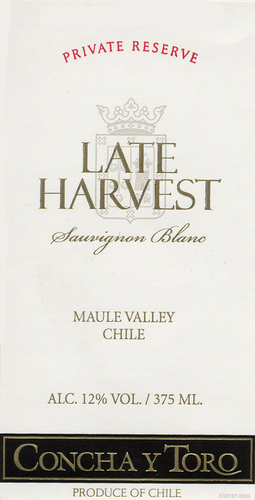 PRIVATE RESERVE
LATE
HARVEST
Sauvignon Blanc
MAULE VALLEY
CHILE
ALC. 12% VOL. / 375 ML.
CONCHA Y TORO
PRODUCE OF CHILE